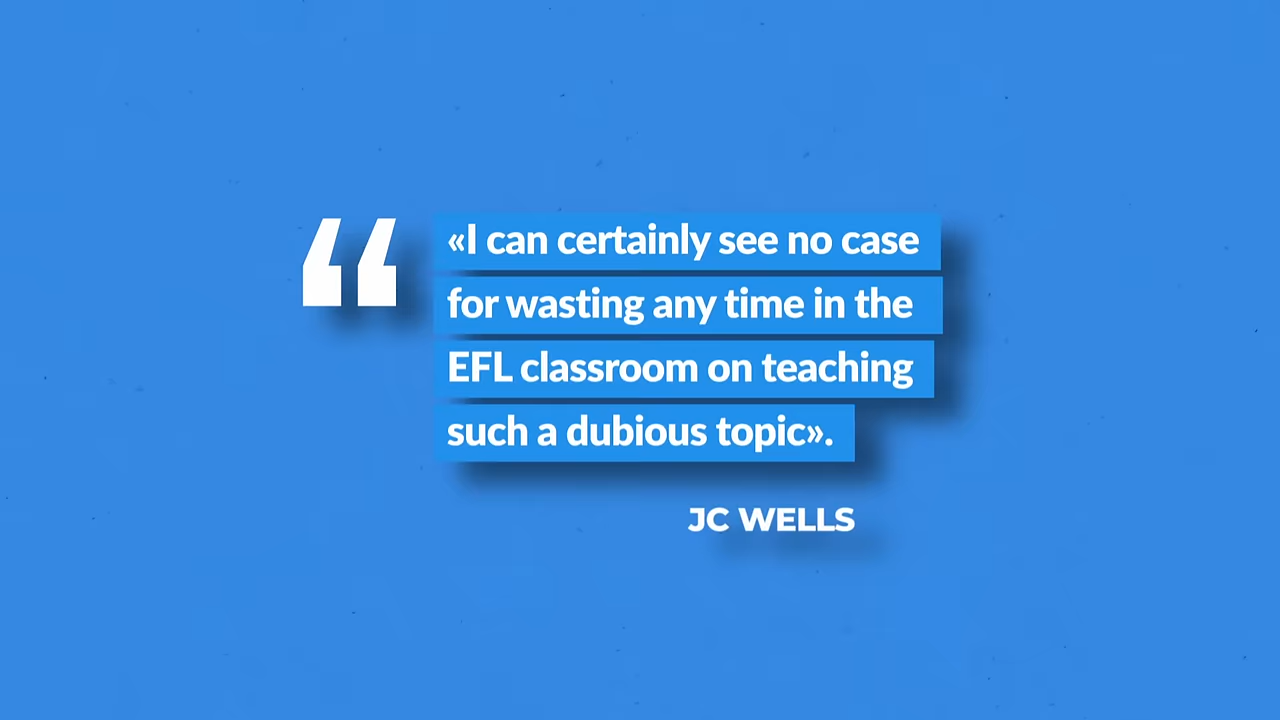 “
«I can certainly see no case
for wasting any time in the
EFL classroom on teaching
such a dubious topic».
JC WELLS